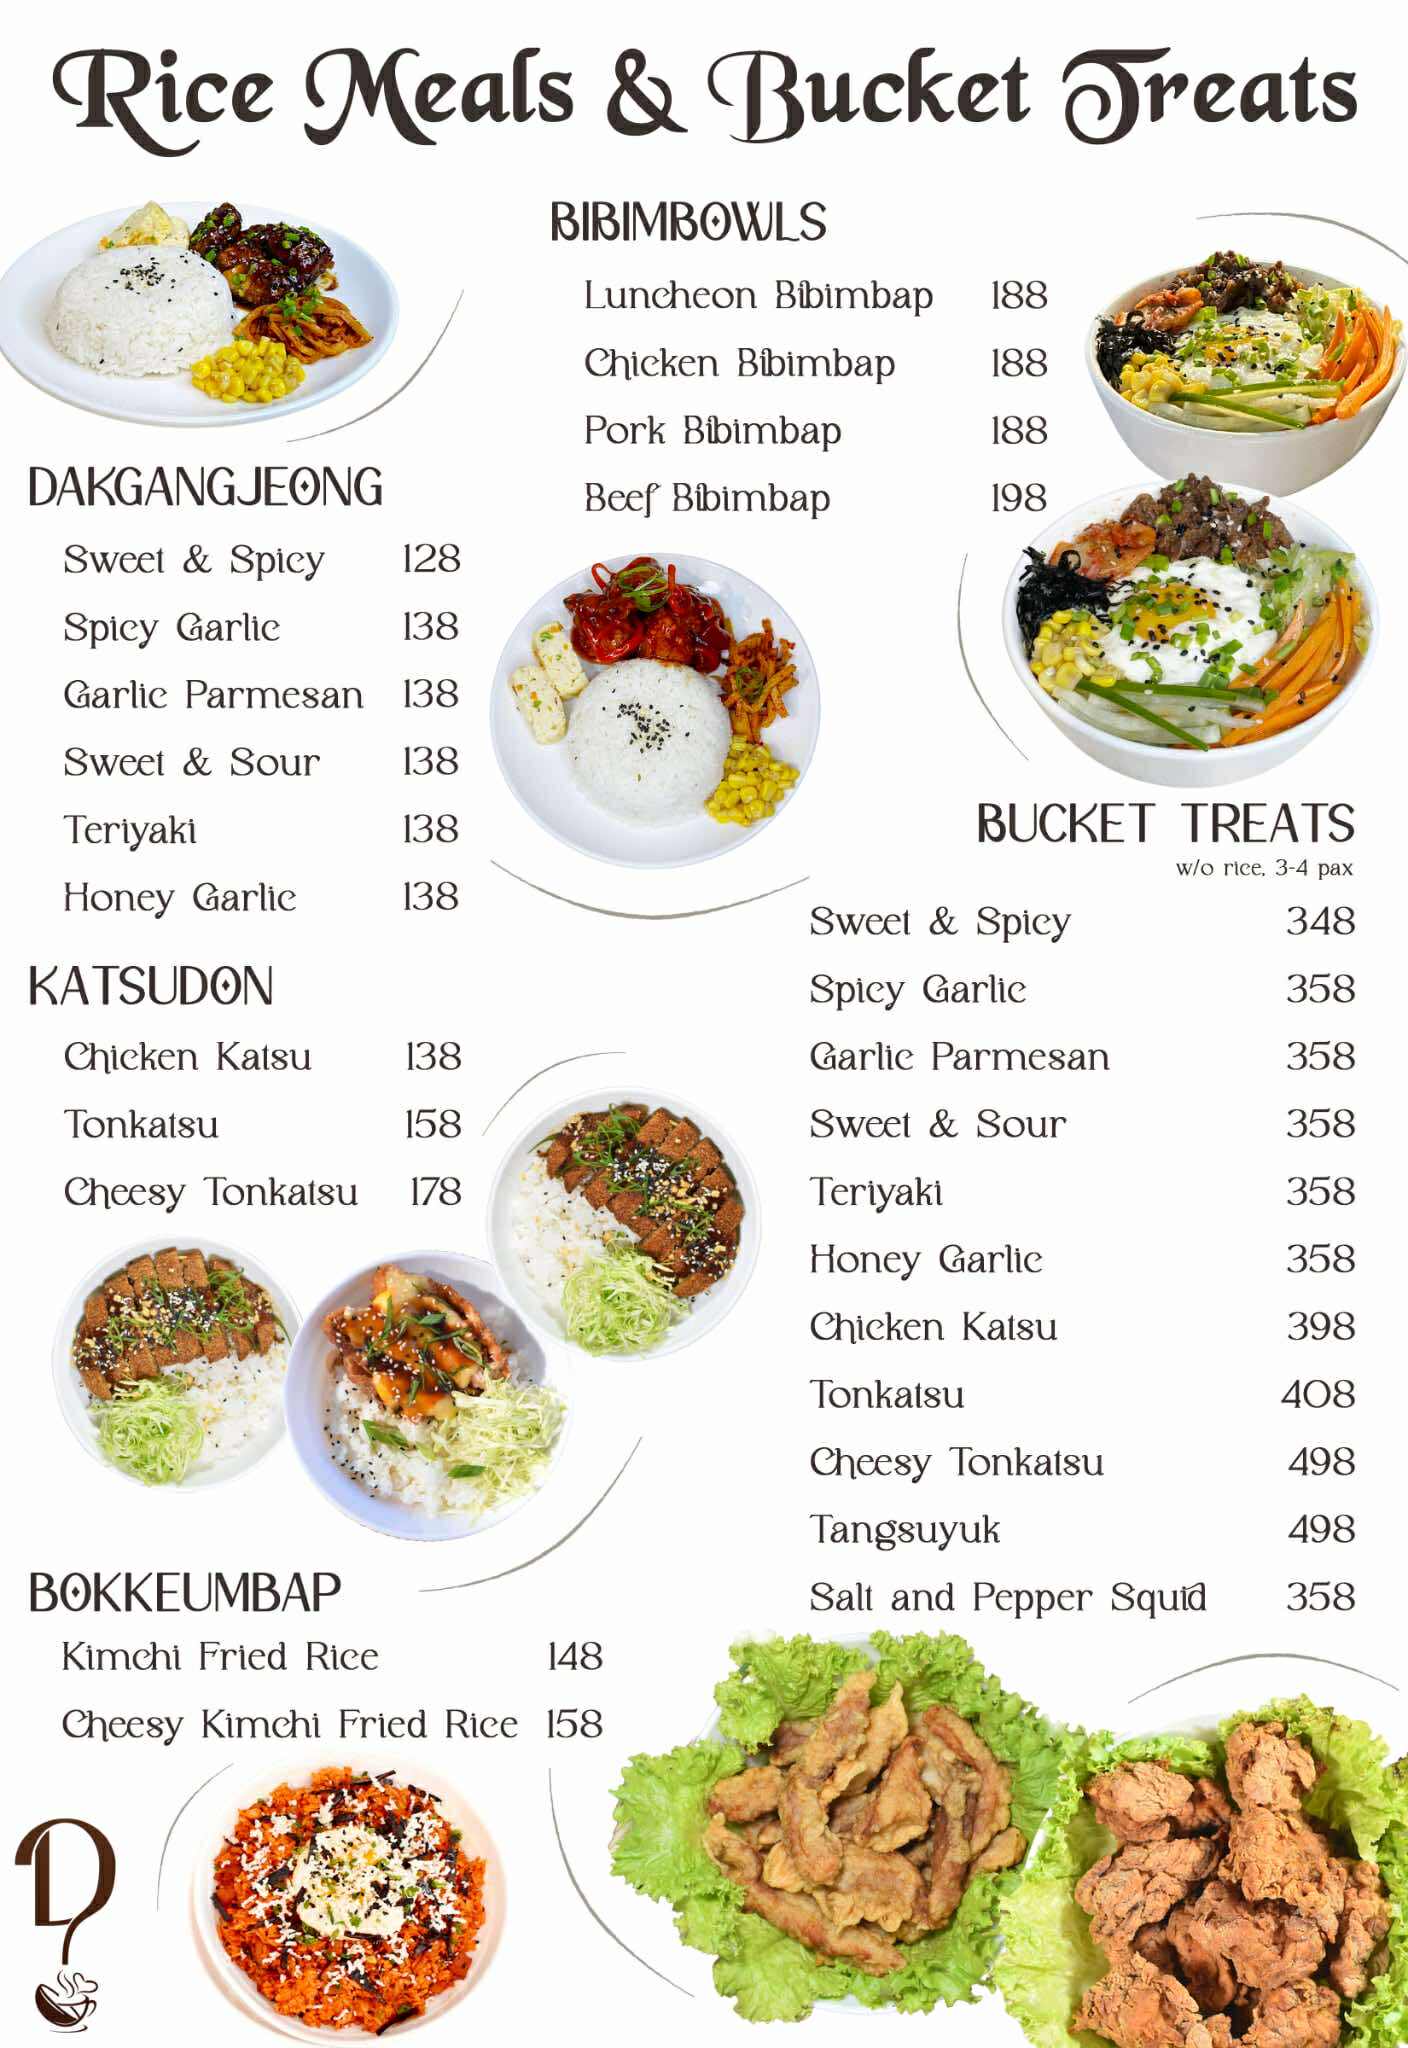 Rice Meals & Bucket Treats
BIBIMBOWLS
Luncheon Bibimbap 188
Chicken Bibimbap 188
Pork Bibimbap 188
Beef Bibimbap 198
DAKGANGJEONG
Sweet & Spicy 128
Spicy Garlic 138
Garlic Parmesan 138
Sweet & Sour 138
Teriyaki 138
Honey Garlic 138
KATSUDON
Chicken Katsu 138
Tonkatsu 158
Cheesy Tonkatsu 178
BOKKEUMBAP
Kimchi Fried Rice 148
Cheesy Kimchi Fried Rice 158
BUCKET TREATS
w/o rice, 3-4 pax
Sweet & Spicy 348
Spicy Garlic 358
Garlic Parmesan 358
Sweet & Sour 358
Teriyaki 358
Honey Garlic 358
Chicken Katsu 398
Tonkatsu 408
Cheesy Tonkatsu 498
Tangsuyuk 498
Salt and Pepper Squid 358
D